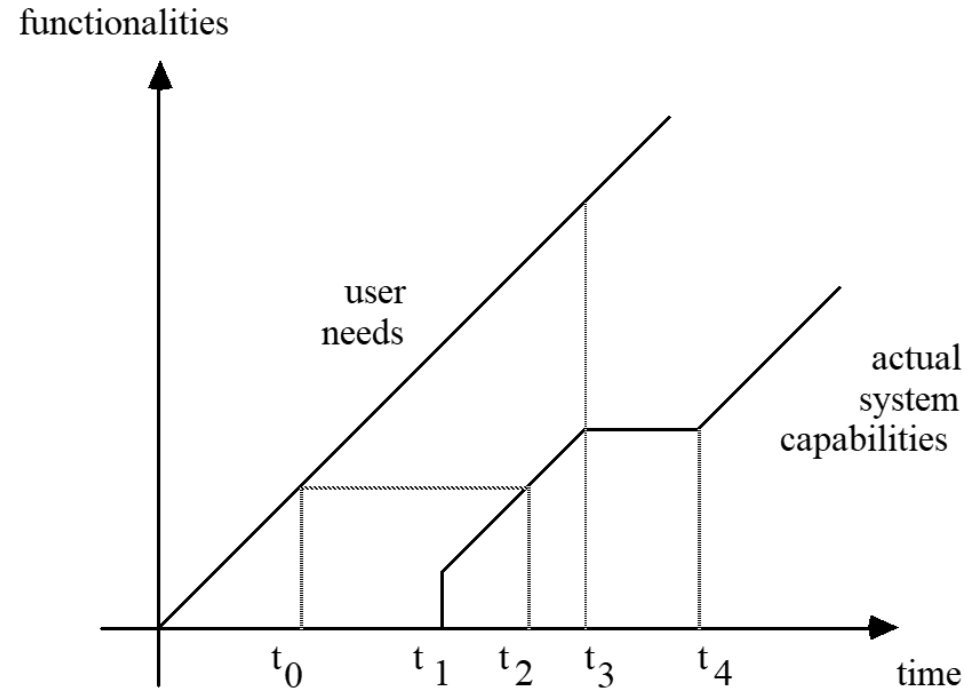 functionalities
user
needs
actual
system
capabilities
t0
t1
t2
t3
t4
time